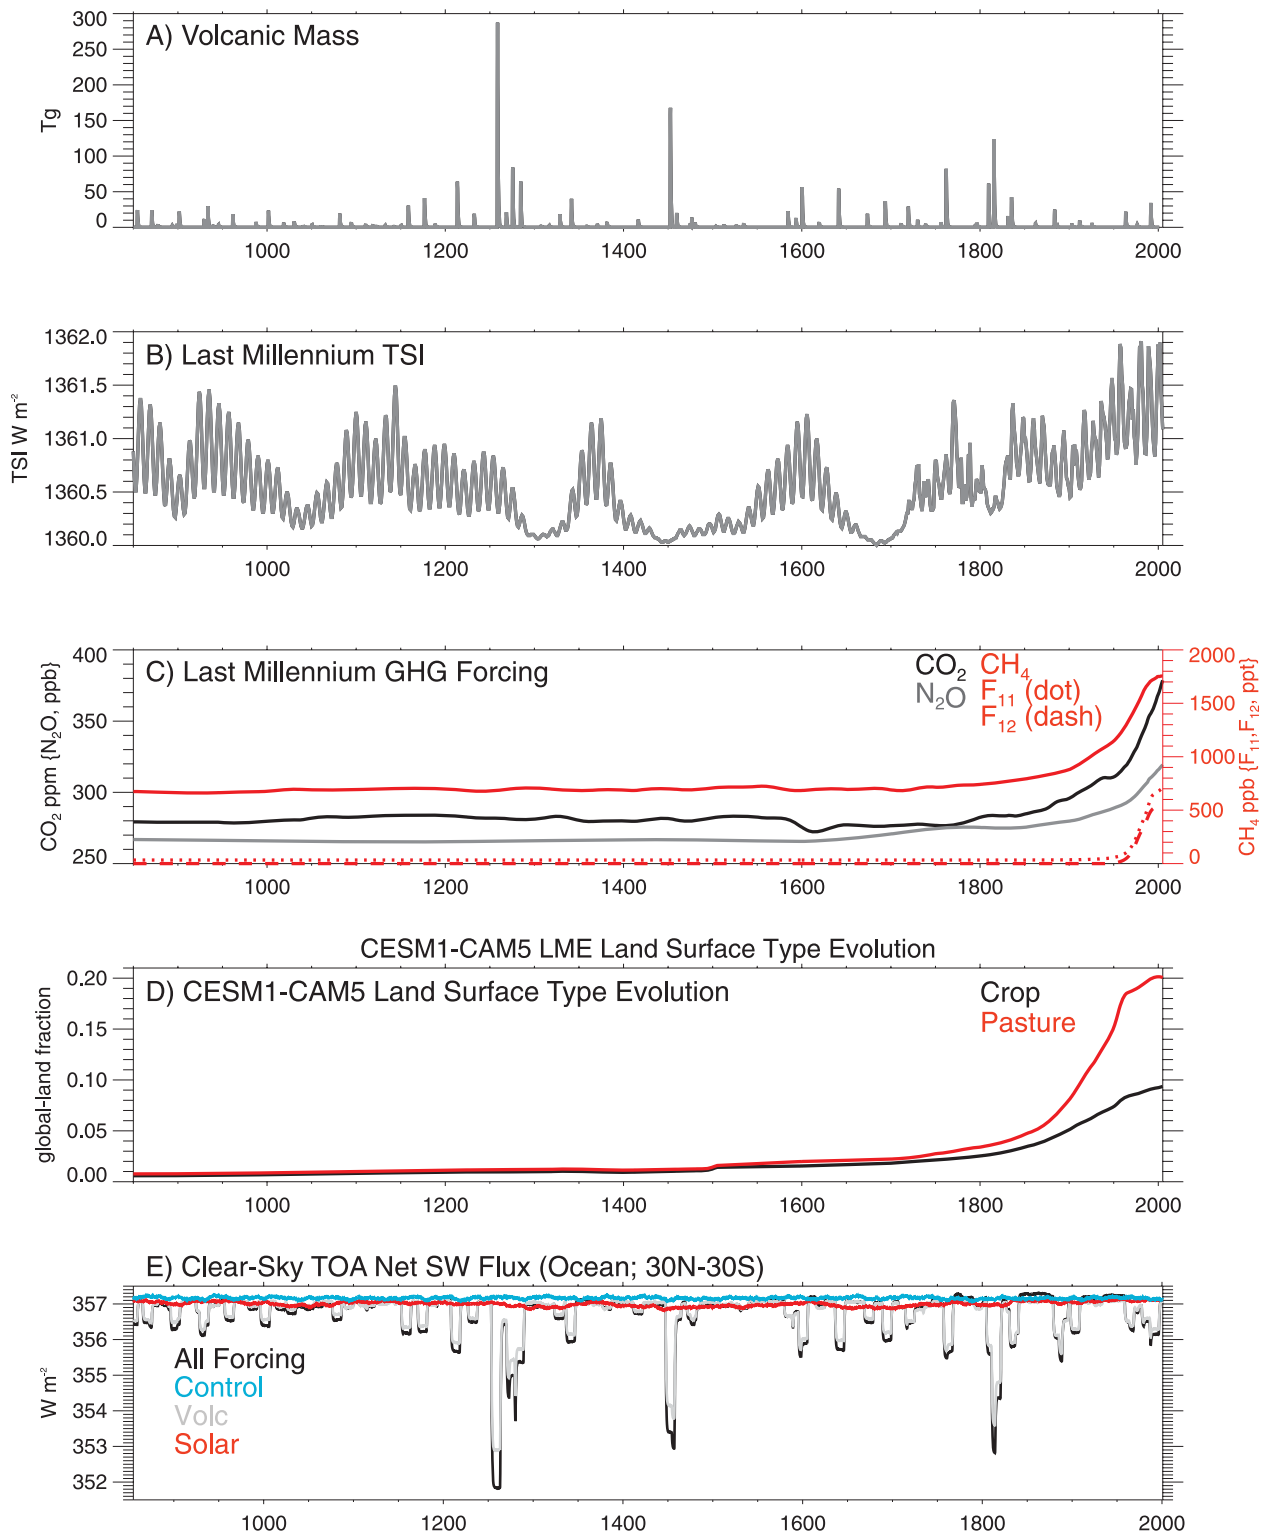 A) Volcanic Mass
300
250
200
150
100
50
0
Tg
1000 1200 1400 1600 1800 2000
B) Last Millennium TSI
1362.0
1361.5
1361.0
1360.5
1360.0
TSI W m⁻²
1000 1200 1400 1600 1800 2000
C) Last Millennium GHG Forcing
CO₂ CH₄
N₂O F₁₁ (dot)
F₁₂ (dash)
400
350
300
250
CO₂ ppm {N₂O, ppb}
2000
1500
1000
500
0
CH₄ ppb {F₁₁,F₁₂, ppt}
1000 1200 1400 1600 1800 2000
CESM1-CAM5 LME Land Surface Type Evolution
D) CESM1-CAM5 Land Surface Type Evolution
Crop
Pasture
0.20
0.15
0.10
0.05
0.00
global-land fraction
1000 1200 1400 1600 1800 2000
E) Clear-Sky TOA Net SW Flux (Ocean; 30N-30S)
357
356
355
354
353
352
W m⁻²
All Forcing
Control
Volc
Solar
1000 1200 1400 1600 1800 2000